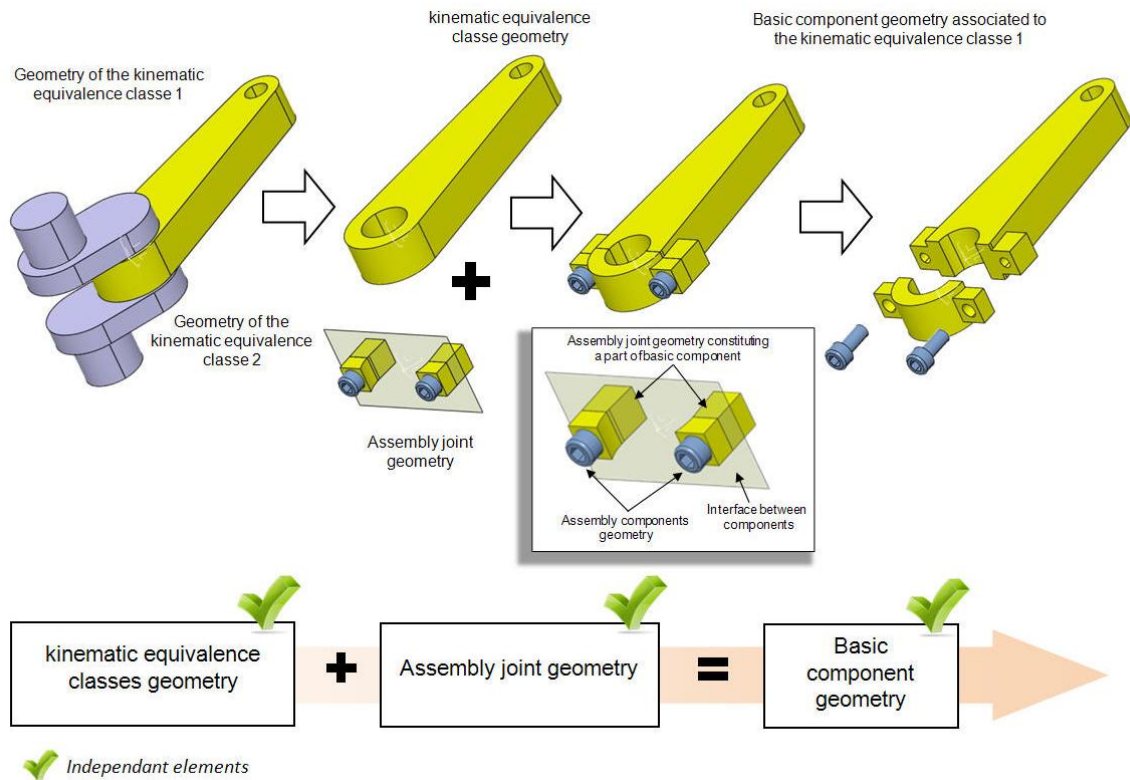 kinematic equivalence
classe geometry
Basic component geometry associated to
the kinematic equivalence classe 1
Geometry of the kinematic
equivalence classe 1
Geometry of the
kinematic equivalence
classe 2
Assembly joint
geometry
Assembly joint geometry constituting
a part of basic component
Assembly components
geometry
Interface between
components
kinematic equivalence
classes geometry
+
Assembly joint geometry
=
Basic
component
geometry
Independant elements